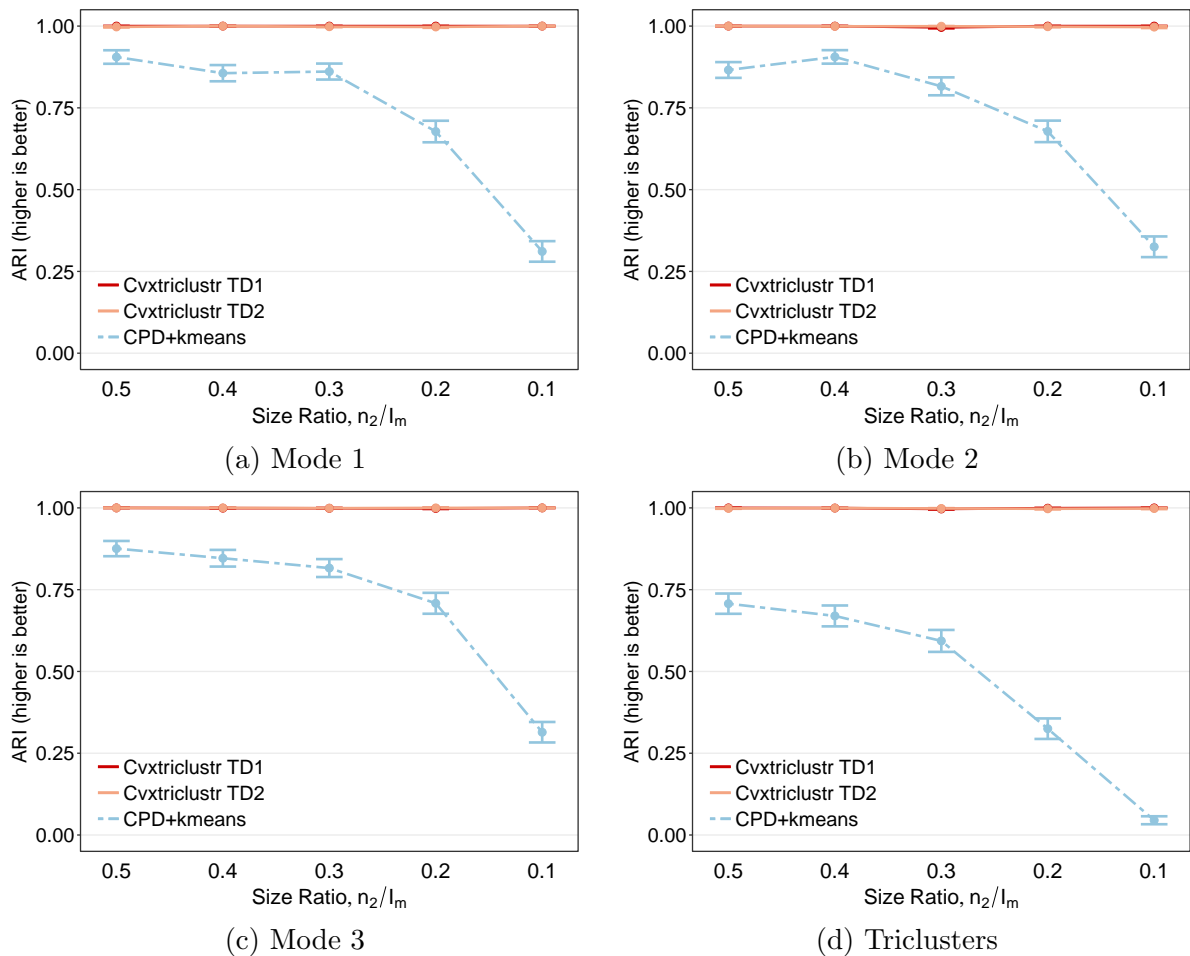 1.00
0.75
0.50
0.25
0.00
ARI (higher is better)
Cvxtriclustr TD1
Cvxtriclustr TD2
CPD+kmeans
0.5 0.4 0.3 0.2 0.1
Size Ratio, n₂/Iₘ
(a) Mode 1
1.00
0.75
0.50
0.25
0.00
ARI (higher is better)
Cvxtriclustr TD1
Cvxtriclustr TD2
CPD+kmeans
0.5 0.4 0.3 0.2 0.1
Size Ratio, n₂/Iₘ
(b) Mode 2
1.00
0.75
0.50
0.25
0.00
ARI (higher is better)
Cvxtriclustr TD1
Cvxtriclustr TD2
CPD+kmeans
0.5 0.4 0.3 0.2 0.1
Size Ratio, n₂/Iₘ
(c) Mode 3
1.00
0.75
0.50
0.25
0.00
ARI (higher is better)
Cvxtriclustr TD1
Cvxtriclustr TD2
CPD+kmeans
0.5 0.4 0.3 0.2 0.1
Size Ratio, n₂/Iₘ
(d) Triclusters